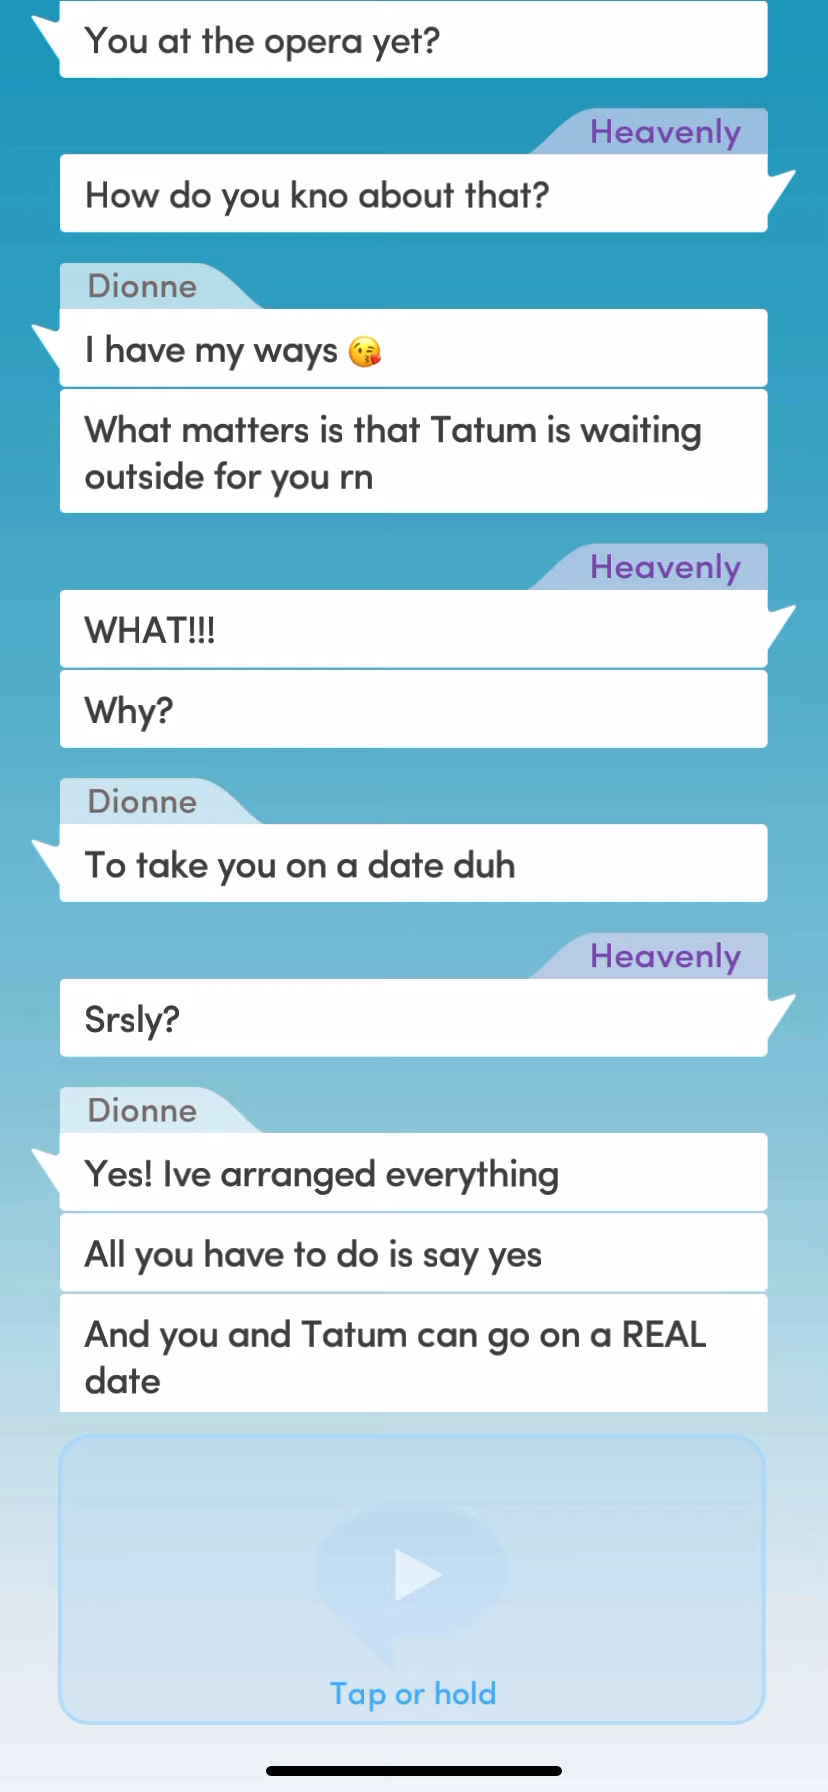 You at the opera yet?
Heavenly
How do you kno about that?
Dionne
I have my ways 😘
What matters is that Tatum is waiting
outside for you rn
Heavenly
WHAT!!!
Why?
Dionne
To take you on a date duh
Heavenly
Srsly?
Dionne
Yes! Ive arranged everything
All you have to do is say yes
And you and Tatum can go on a REAL
date
Tap or hold